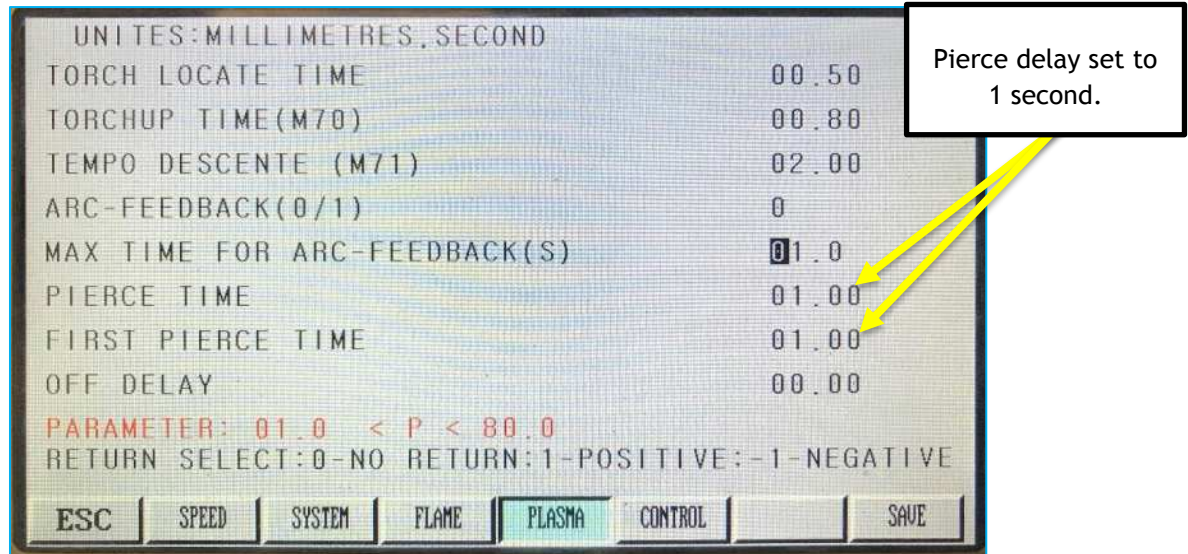 UNITES:MILLIMETRES,SECOND
TORCH LOCATE TIME 00.50
TORCHUP TIME(M70) 00.80
TEMPO DESCENTE (M71) 02.00
ARC-FEEDBACK(0/1) 0
MAX TIME FOR ARC-FEEDBACK(S) 01.0
PIERCE TIME 01.00
FIRST PIERCE TIME 01.00
OFF DELAY 00.00
PARAMETER: 01.0 < P < 80.0
RETURN SELECT:0-NO RETURN:1-POSITIVE:-1-NEGATIVE
ESC SPEED SYSTEM FLAME PLASMA CONTROL SAVE
Pierce delay set to
1 second.